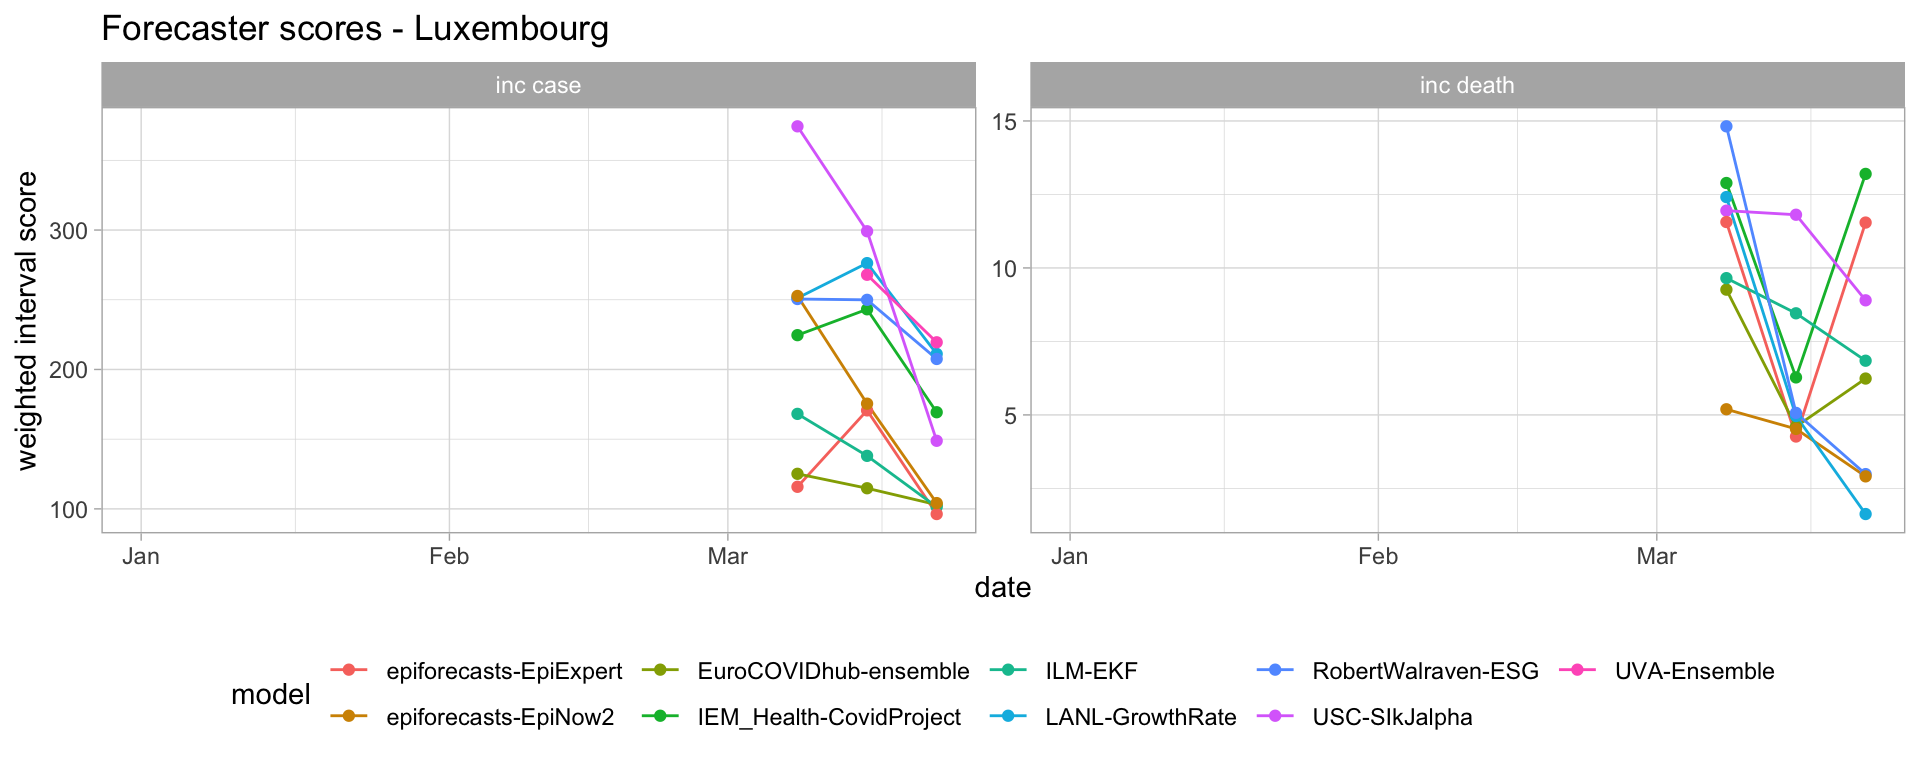 Forecaster scores - Luxembourg
inc case
inc death
weighted interval score
300
200
100
15
10
5
Jan
Feb
Mar
Jan
Feb
Mar
date
model
epiforecasts-EpiExpert
EuroCOVIDhub-ensemble
ILM-EKF
RobertWalraven-ESG
UVA-Ensemble
epiforecasts-EpiNow2
IEM_Health-CovidProject
LANL-GrowthRate
USC-SIkJalpha